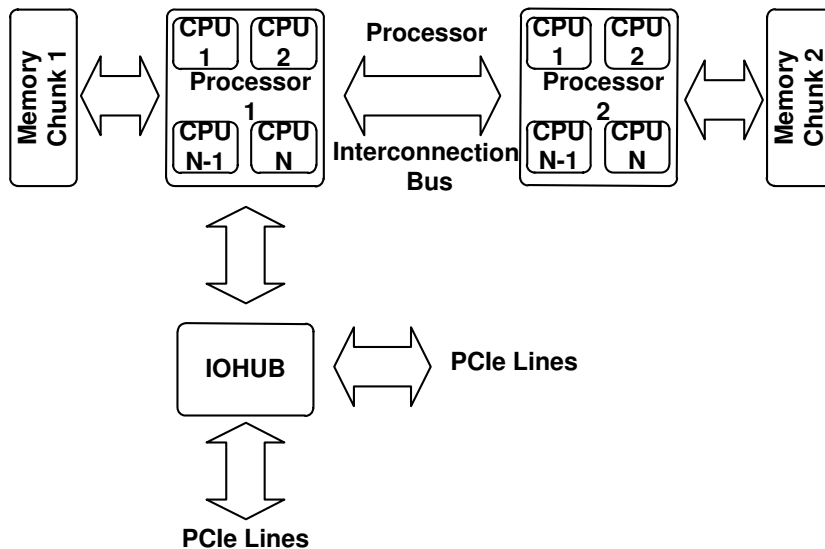 Memory
Chunk 1
CPU
1
CPU
2
Processor
1
CPU
N-1
CPU
N
Processor
Interconnection
Bus
CPU
1
CPU
2
Processor
2
CPU
N-1
CPU
N
Memory
Chunk 2
IOHUB
PCIe Lines
PCIe Lines